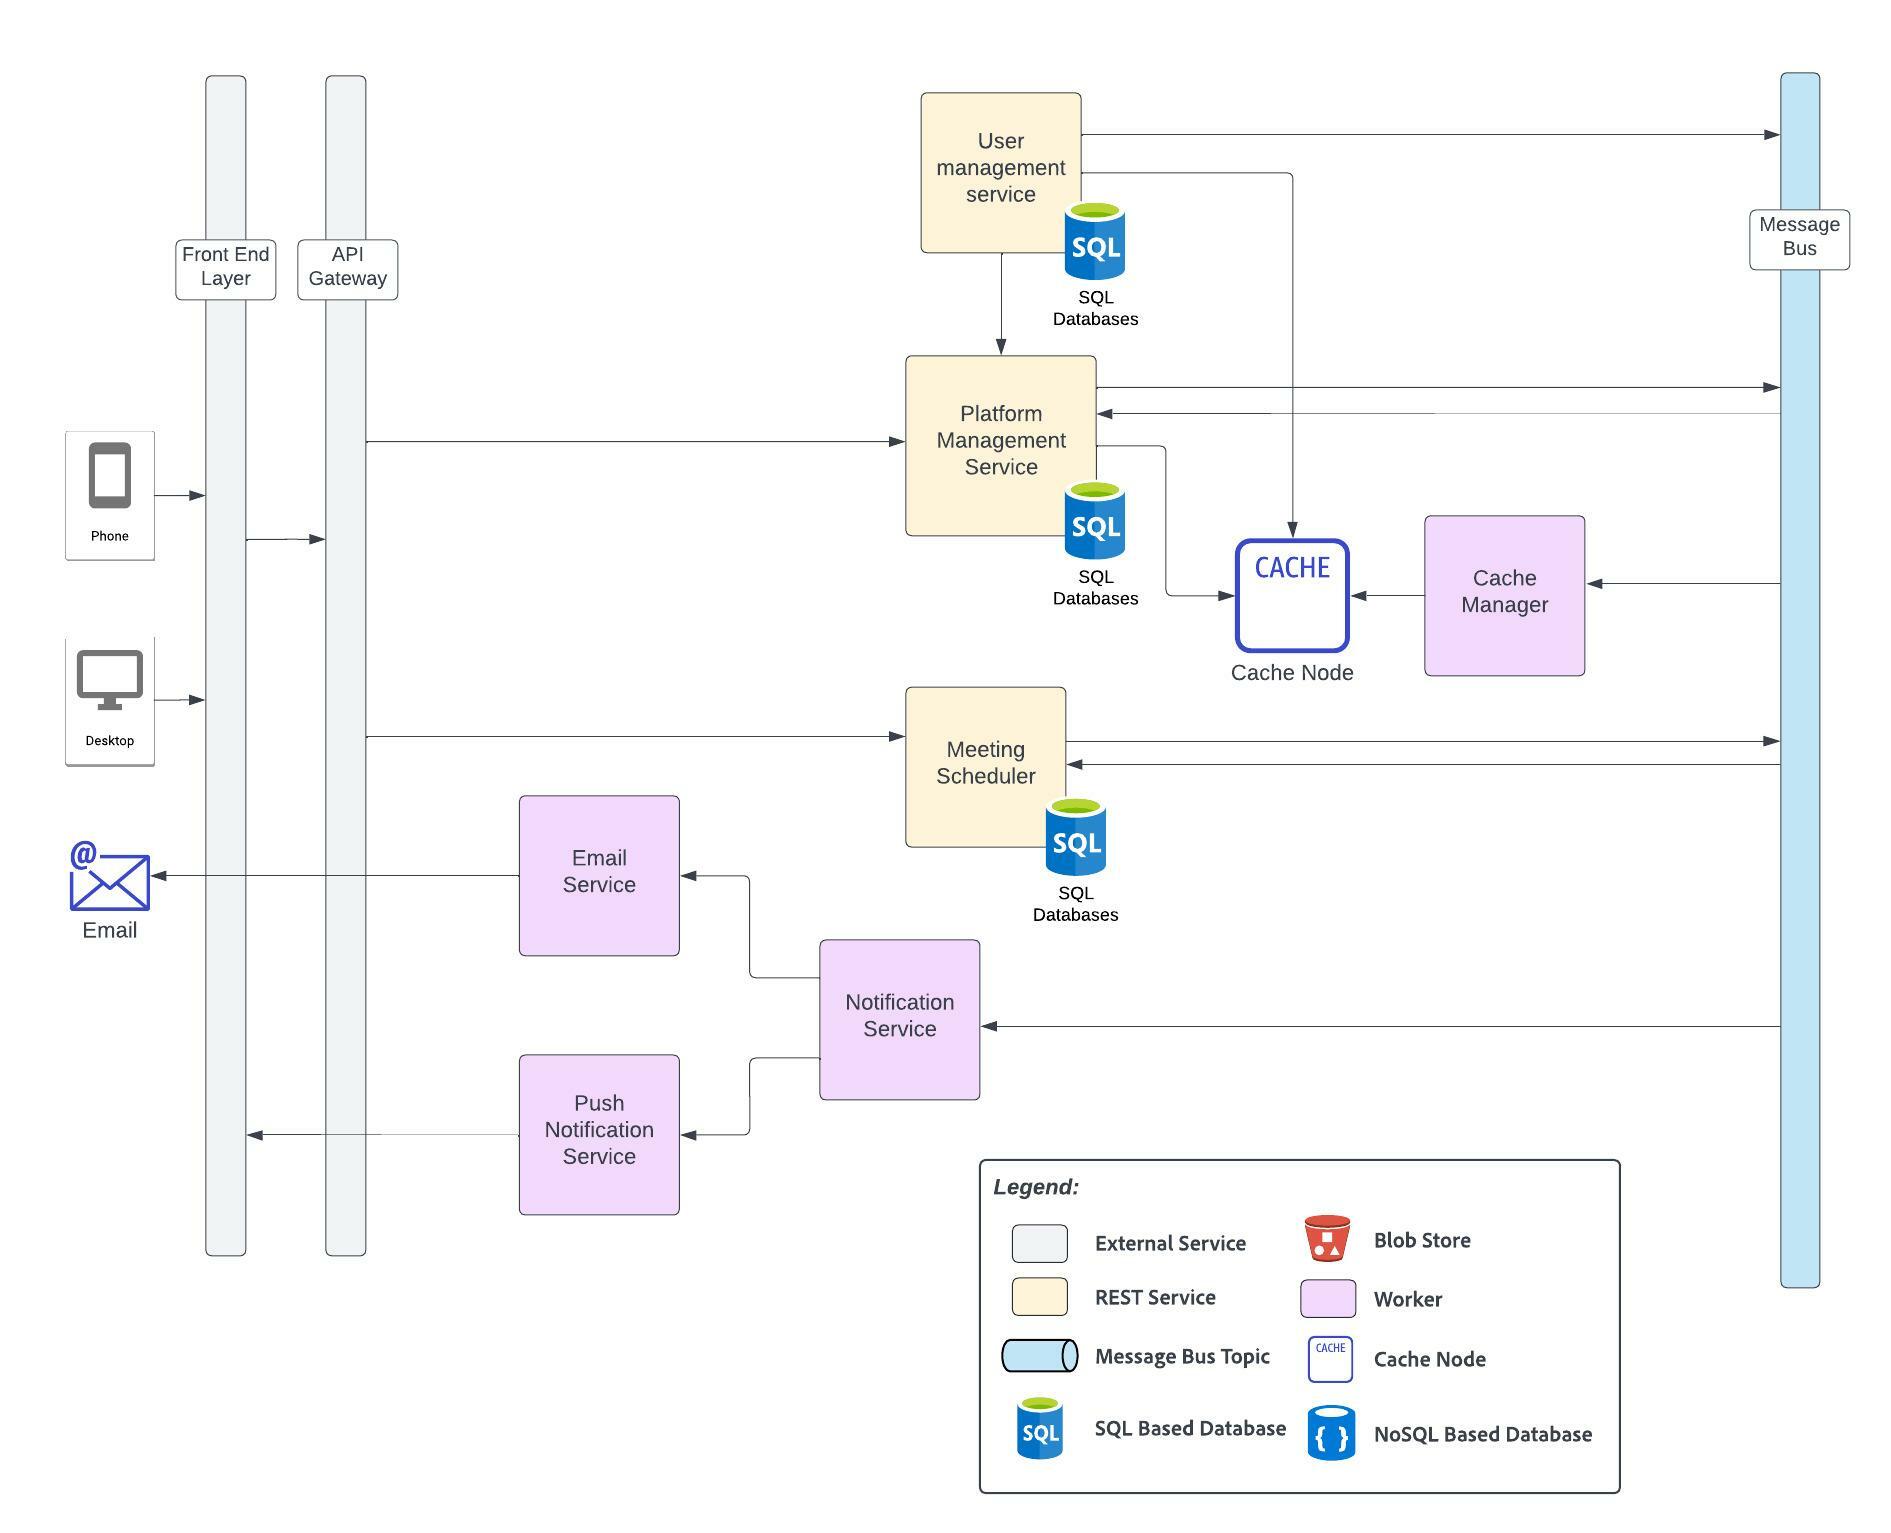 User
management
service
SQL
SQL
Databases
Message
Bus
Front End
Layer
API
Gateway
Platform
Management
Service
SQL
SQL
Databases
Phone
CACHE
Cache Node
Cache
Manager
Desktop
Meeting
Scheduler
SQL
SQL
Databases
@
Email
Email
Service
Notification
Service
Push
Notification
Service
Legend:
External Service
Blob Store
REST Service
Worker
Message Bus Topic
CACHE
Cache Node
SQL
SQL Based Database
{ }
NoSQL Based Database